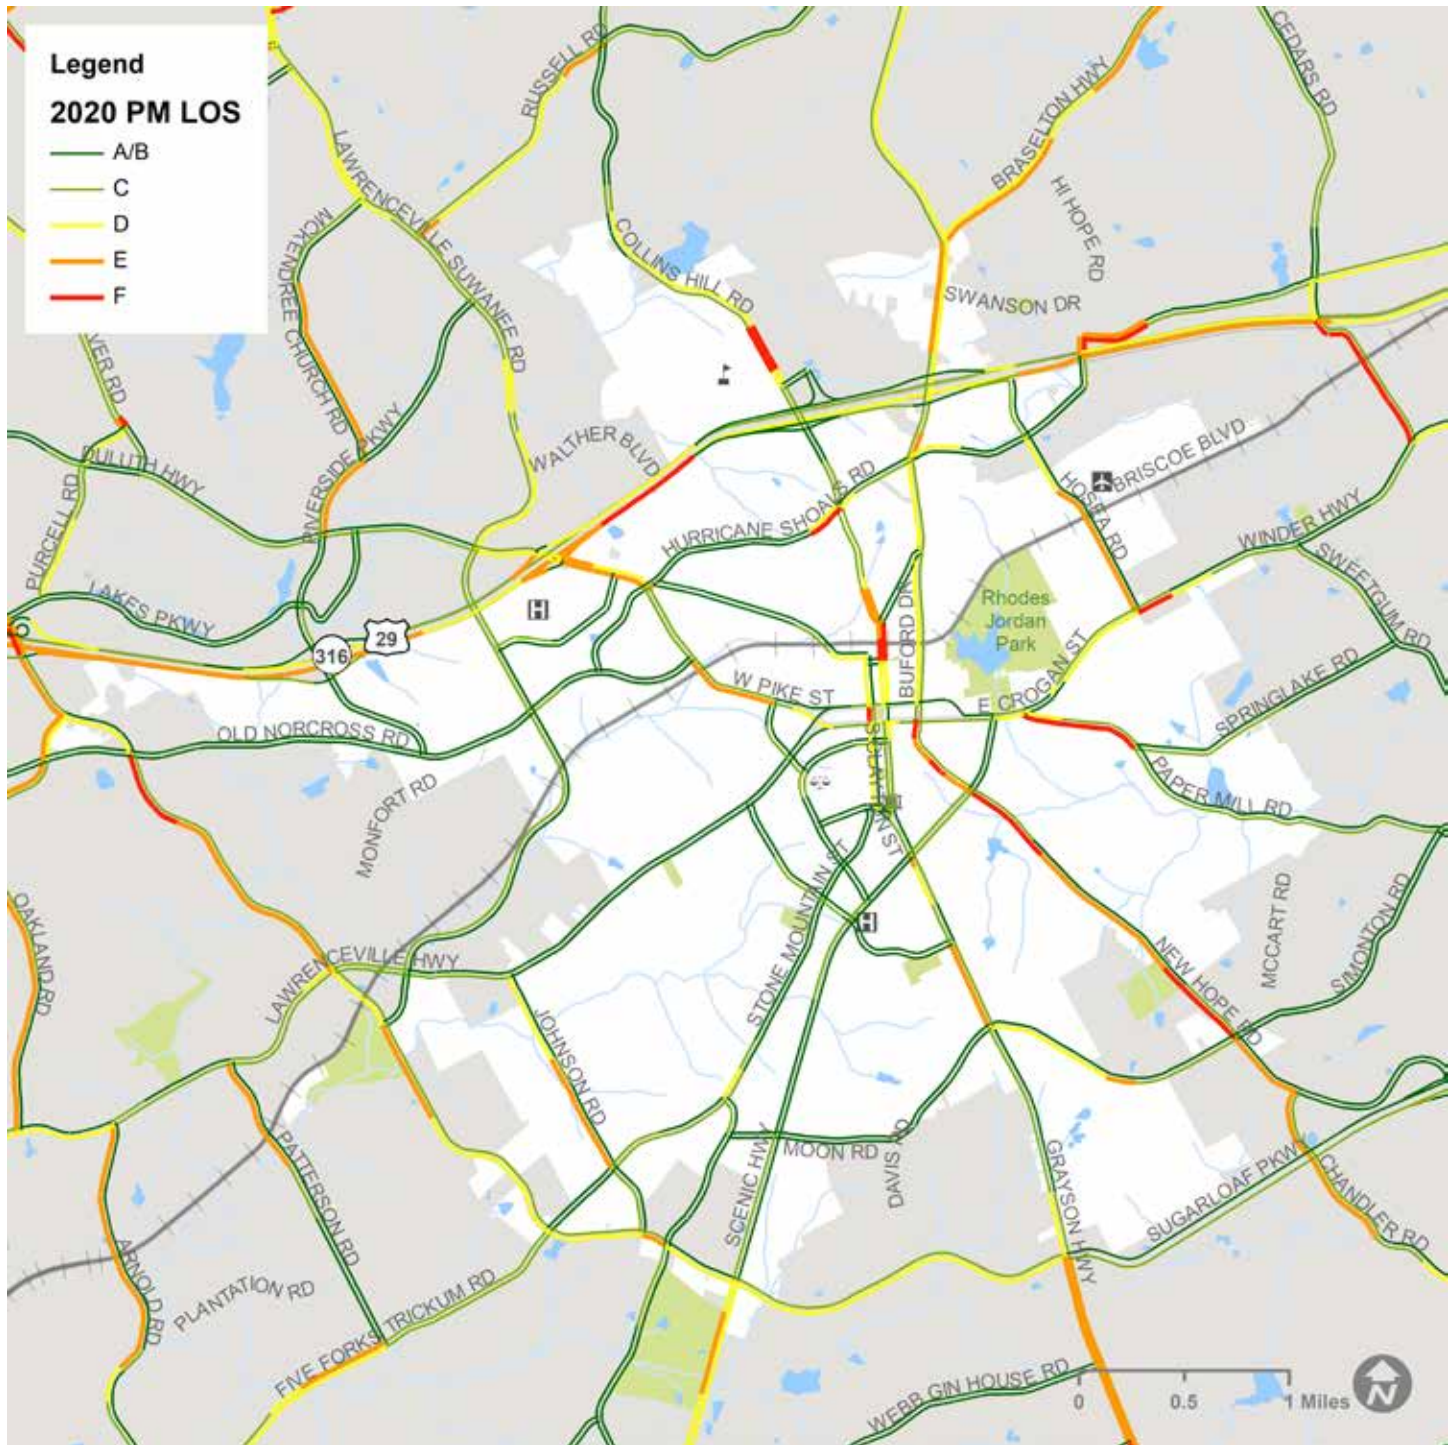 Legend
2020 PM LOS
A/B
C
D
E
F
RUSSELL RD
CEDARS RD
BRASELTON HWY
LAWRENCEVILLE SUWANEE RD
HI HOPE RD
MCKENDREE CHURCH RD
COLLINS HILL RD
SWANSON DR
VER RD
RIVERSIDE PKWY
WALTHER BLVD
DULUTH HWY
BRISCOE BLVD
HOSEA RD
PURCELL RD
HURRICANE SHOALS RD
WINDER HWY
SWEETGUM RD
LAKES PKWY
H
Rhodes
Jordan
Park
29
316
BUFORD DR
W PIKE ST
E CROGAN ST
SPRINGLAKE RD
OLD NORCROSS RD
S CLAYTON ST
PAPER MILL RD
MONFORT RD
STONE MOUNTAIN ST
MCCART RD
SIMONTON RD
OAKLAND RD
H
LAWRENCEVILLE HWY
NEW HOPE RD
JOHNSON RD
MOON RD
DAVIS RD
PATTERSON RD
SCENIC HWY
GRAYSON HWY
SUGARLOAF PKWY
CHANDLER RD
ARNOLD RD
PLANTATION RD
FIVE FORKS TRICKUM RD
WEBB GIN HOUSE RD
0 0.5 1 Miles
N